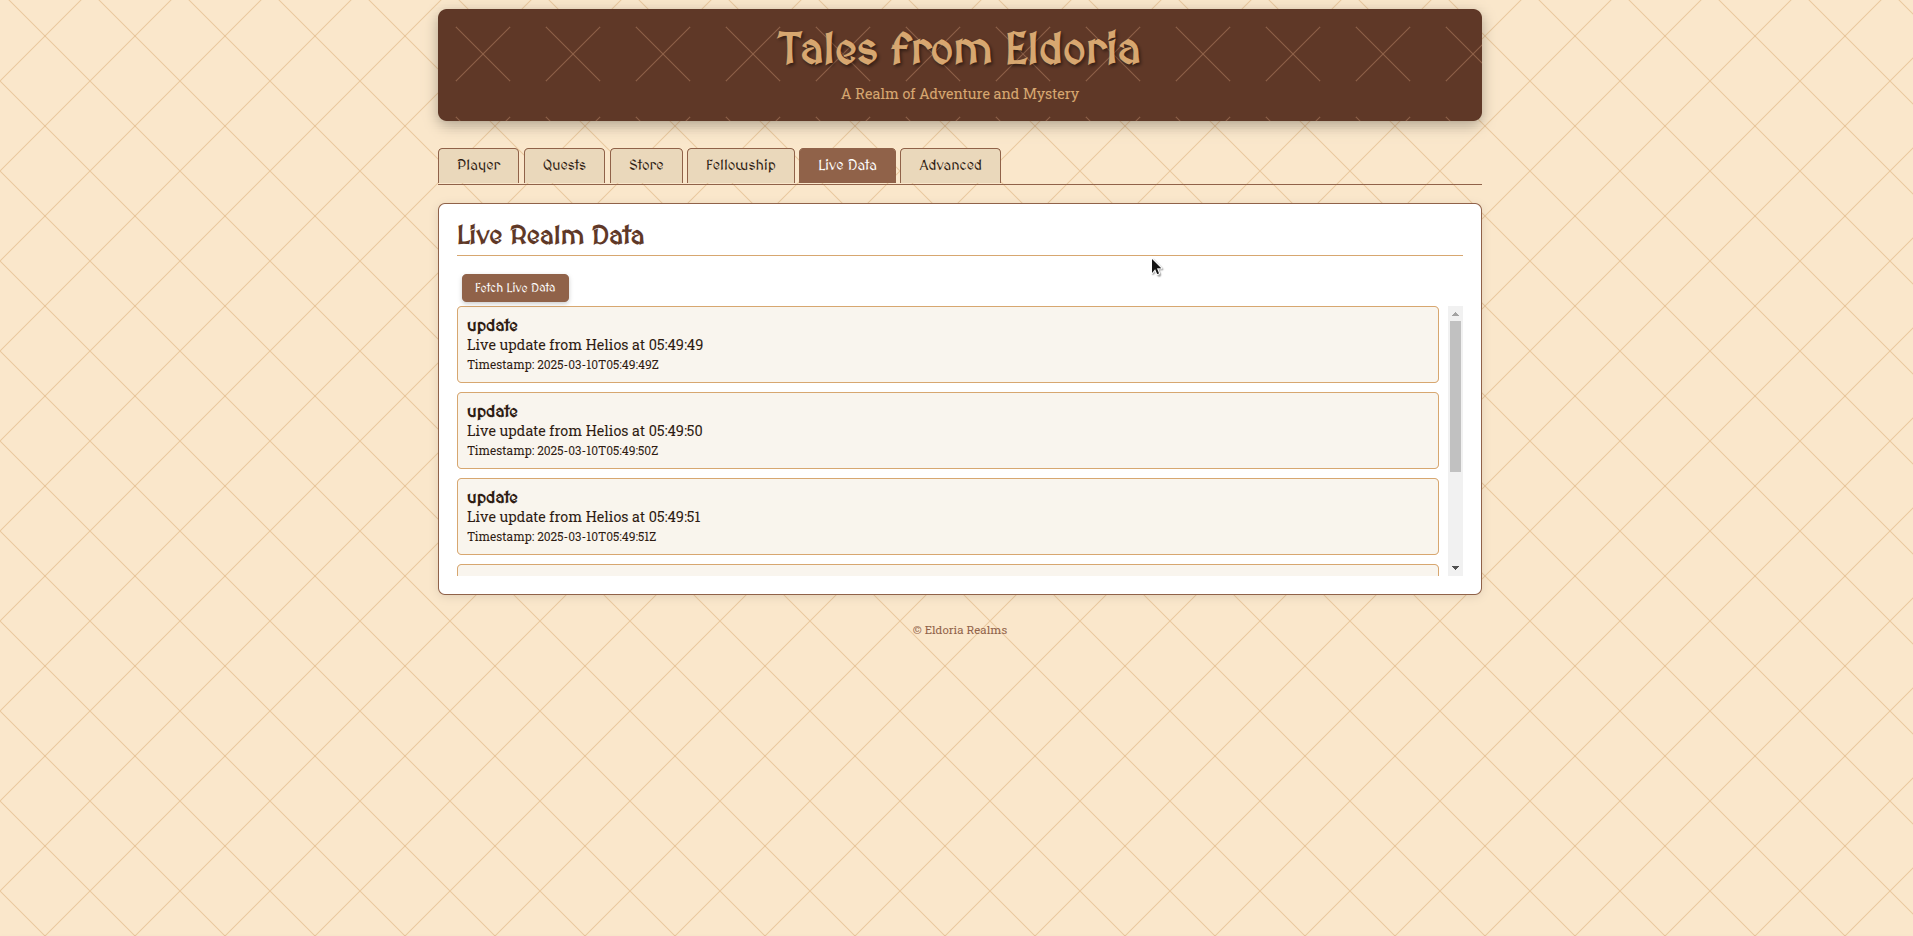 Tales from Eldoria
A Realm of Adventure and Mystery
Player
Quests
Store
Fellowship
Live Data
Advanced
Live Realm Data
Fetch Live Data
update
Live update from Helios at 05:49:49
Timestamp: 2025-03-10T05:49:49Z
update
Live update from Helios at 05:49:50
Timestamp: 2025-03-10T05:49:50Z
update
Live update from Helios at 05:49:51
Timestamp: 2025-03-10T05:49:51Z
© Eldoria Realms